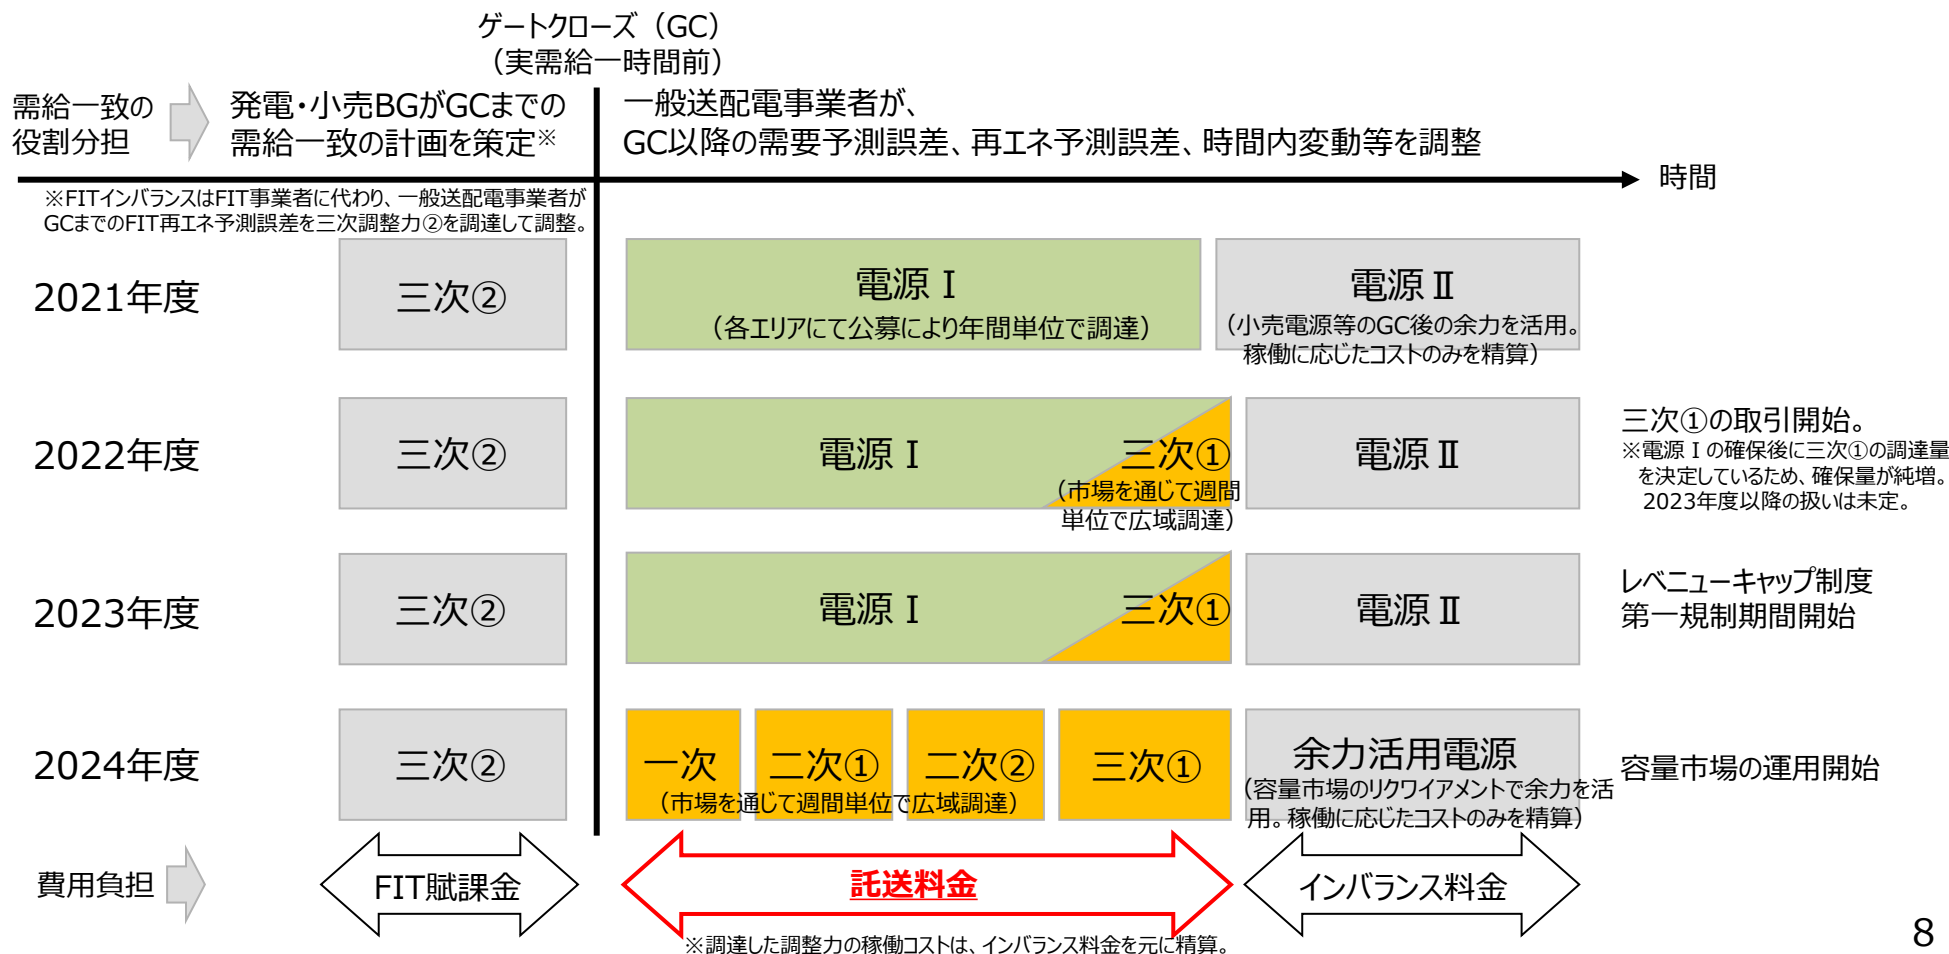 ゲートクローズ（GC）
（実需給一時間前）
需給一致の
役割分担
発電・小売BGがGCまでの
需給一致の計画を策定※
一般送配電事業者が、
GC以降の需要予測誤差、再エネ予測誤差、時間内変動等を調整
時間
※FITインバランスはFIT事業者に代わり、一般送配電事業者が
GCまでのFIT再エネ予測誤差を三次調整力②を調達して調整。
2021年度
三次②
電源Ⅰ
（各エリアにて公募により年間単位で調達）
電源Ⅱ
（小売電源等のGC後の余力を活用。
稼働に応じたコストのみを精算）
2022年度
三次②
電源Ⅰ
三次①
（市場を通じて週間
単位で広域調達）
電源Ⅱ
三次①の取引開始。
※電源Ⅰの確保後に三次①の調達量
を決定しているため、確保量が純増。
2023年度以降の扱いは未定。
2023年度
三次②
電源Ⅰ
三次①
電源Ⅱ
レベニューキャップ制度
第一規制期間開始
2024年度
三次②
一次
二次①
二次②
三次①
（市場を通じて週間単位で広域調達）
余力活用電源
（容量市場のリクワイアメントで余力を活
用。稼働に応じたコストのみを精算）
容量市場の運用開始
費用負担
FIT賦課金
託送料金
インバランス料金
※調達した調整力の稼働コストは、インバランス料金を元に精算。
8